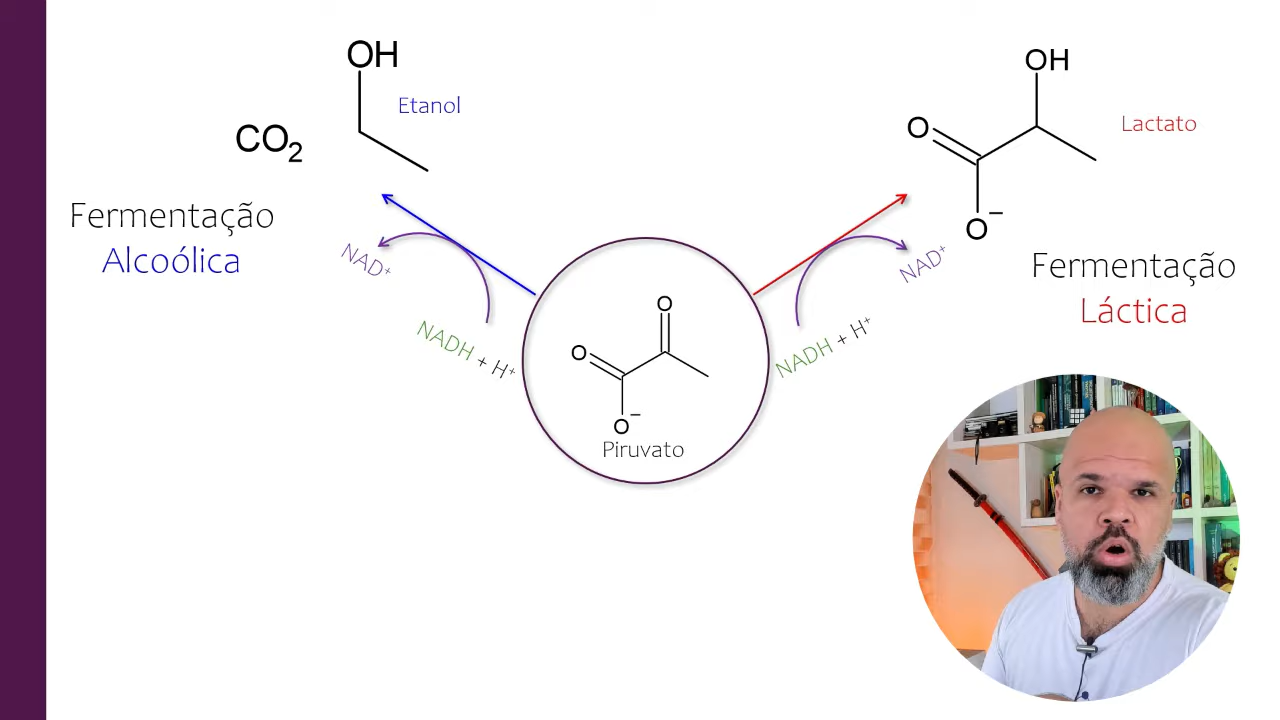 OH
Etanol
CO₂
Fermentação
Alcoólica
NAD⁺
NADH + H⁺
OH
O
Lactato
O⁻
Fermentação
Láctica
NAD⁺
NADH + H⁺
O
O
O⁻
Piruvato